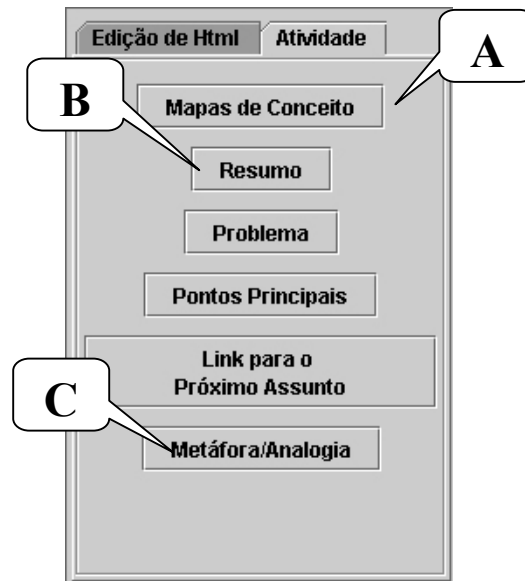 Edição de Html
Atividade
A
Mapas de Conceito
B
Resumo
Problema
Pontos Principais
Link para o
Próximo Assunto
C
Metáfora/Analogia